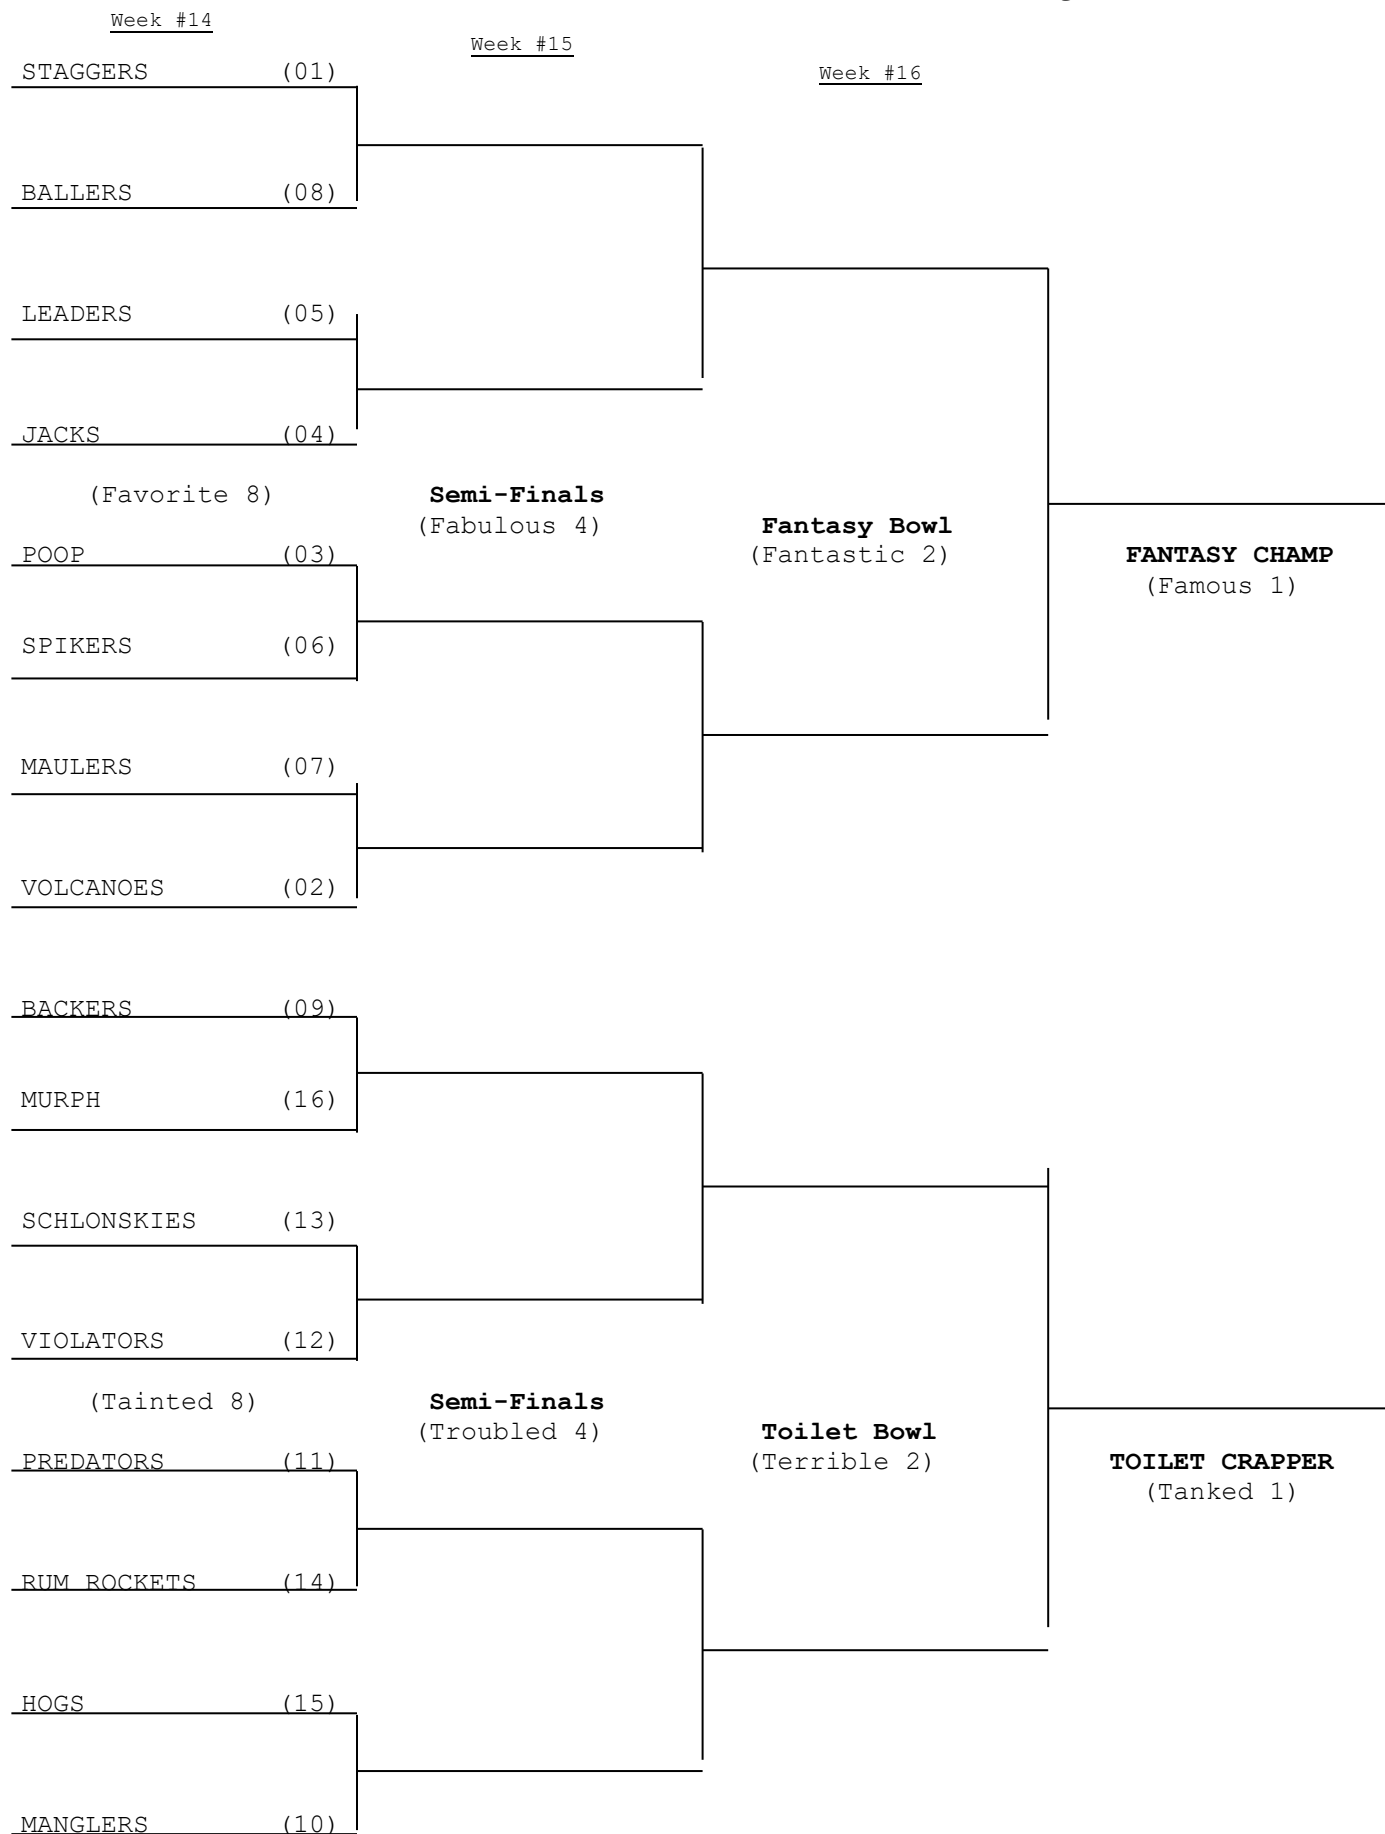 Week #14
Week #15
Week #16
STAGGERS (01)
BALLERS (08)
LEADERS (05)
JACKS (04)
(Favorite 8)
Semi-Finals
(Fabulous 4)
Fantasy Bowl
(Fantastic 2)
POOP (03)
FANTASY CHAMP
(Famous 1)
SPIKERS (06)
MAULERS (07)
VOLCANOES (02)
BACKERS (09)
MURPH (16)
SCHLONSKIES (13)
VIOLATORS (12)
(Tainted 8)
Semi-Finals
(Troubled 4)
Toilet Bowl
(Terrible 2)
PREDATORS (11)
TOILET CRAPPER
(Tanked 1)
RUM ROCKETS (14)
HOGS (15)
MANGLERS (10)